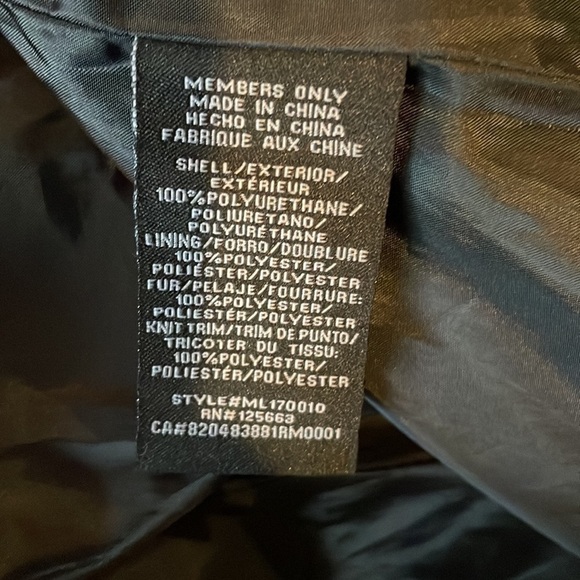 MEMBERS ONLY
MADE IN CHINA
HECHO EN CHINA
FABRIQUE AUX CHINE
SHELL/EXTERIOR/
EXTÉRIEUR
100%POLYURETHANE/
POLIURETANO/
POLYURÉTHANE
LINING/FORRO/DOUBLURE
100%POLYESTER/
POLIÉSTER/POLYESTER
FUR/PELAJE/FOURRURE:
100%POLYESTER/
POLIÉSTER/POLYESTER
KNIT TRIM/TRIM DE PUNTO/
TRICOTER DU TISSU:
100%POLYESTER/
POLIÉSTER/POLYESTER
STYLE#ML170010
RN#125663
CA#820483881RM0001